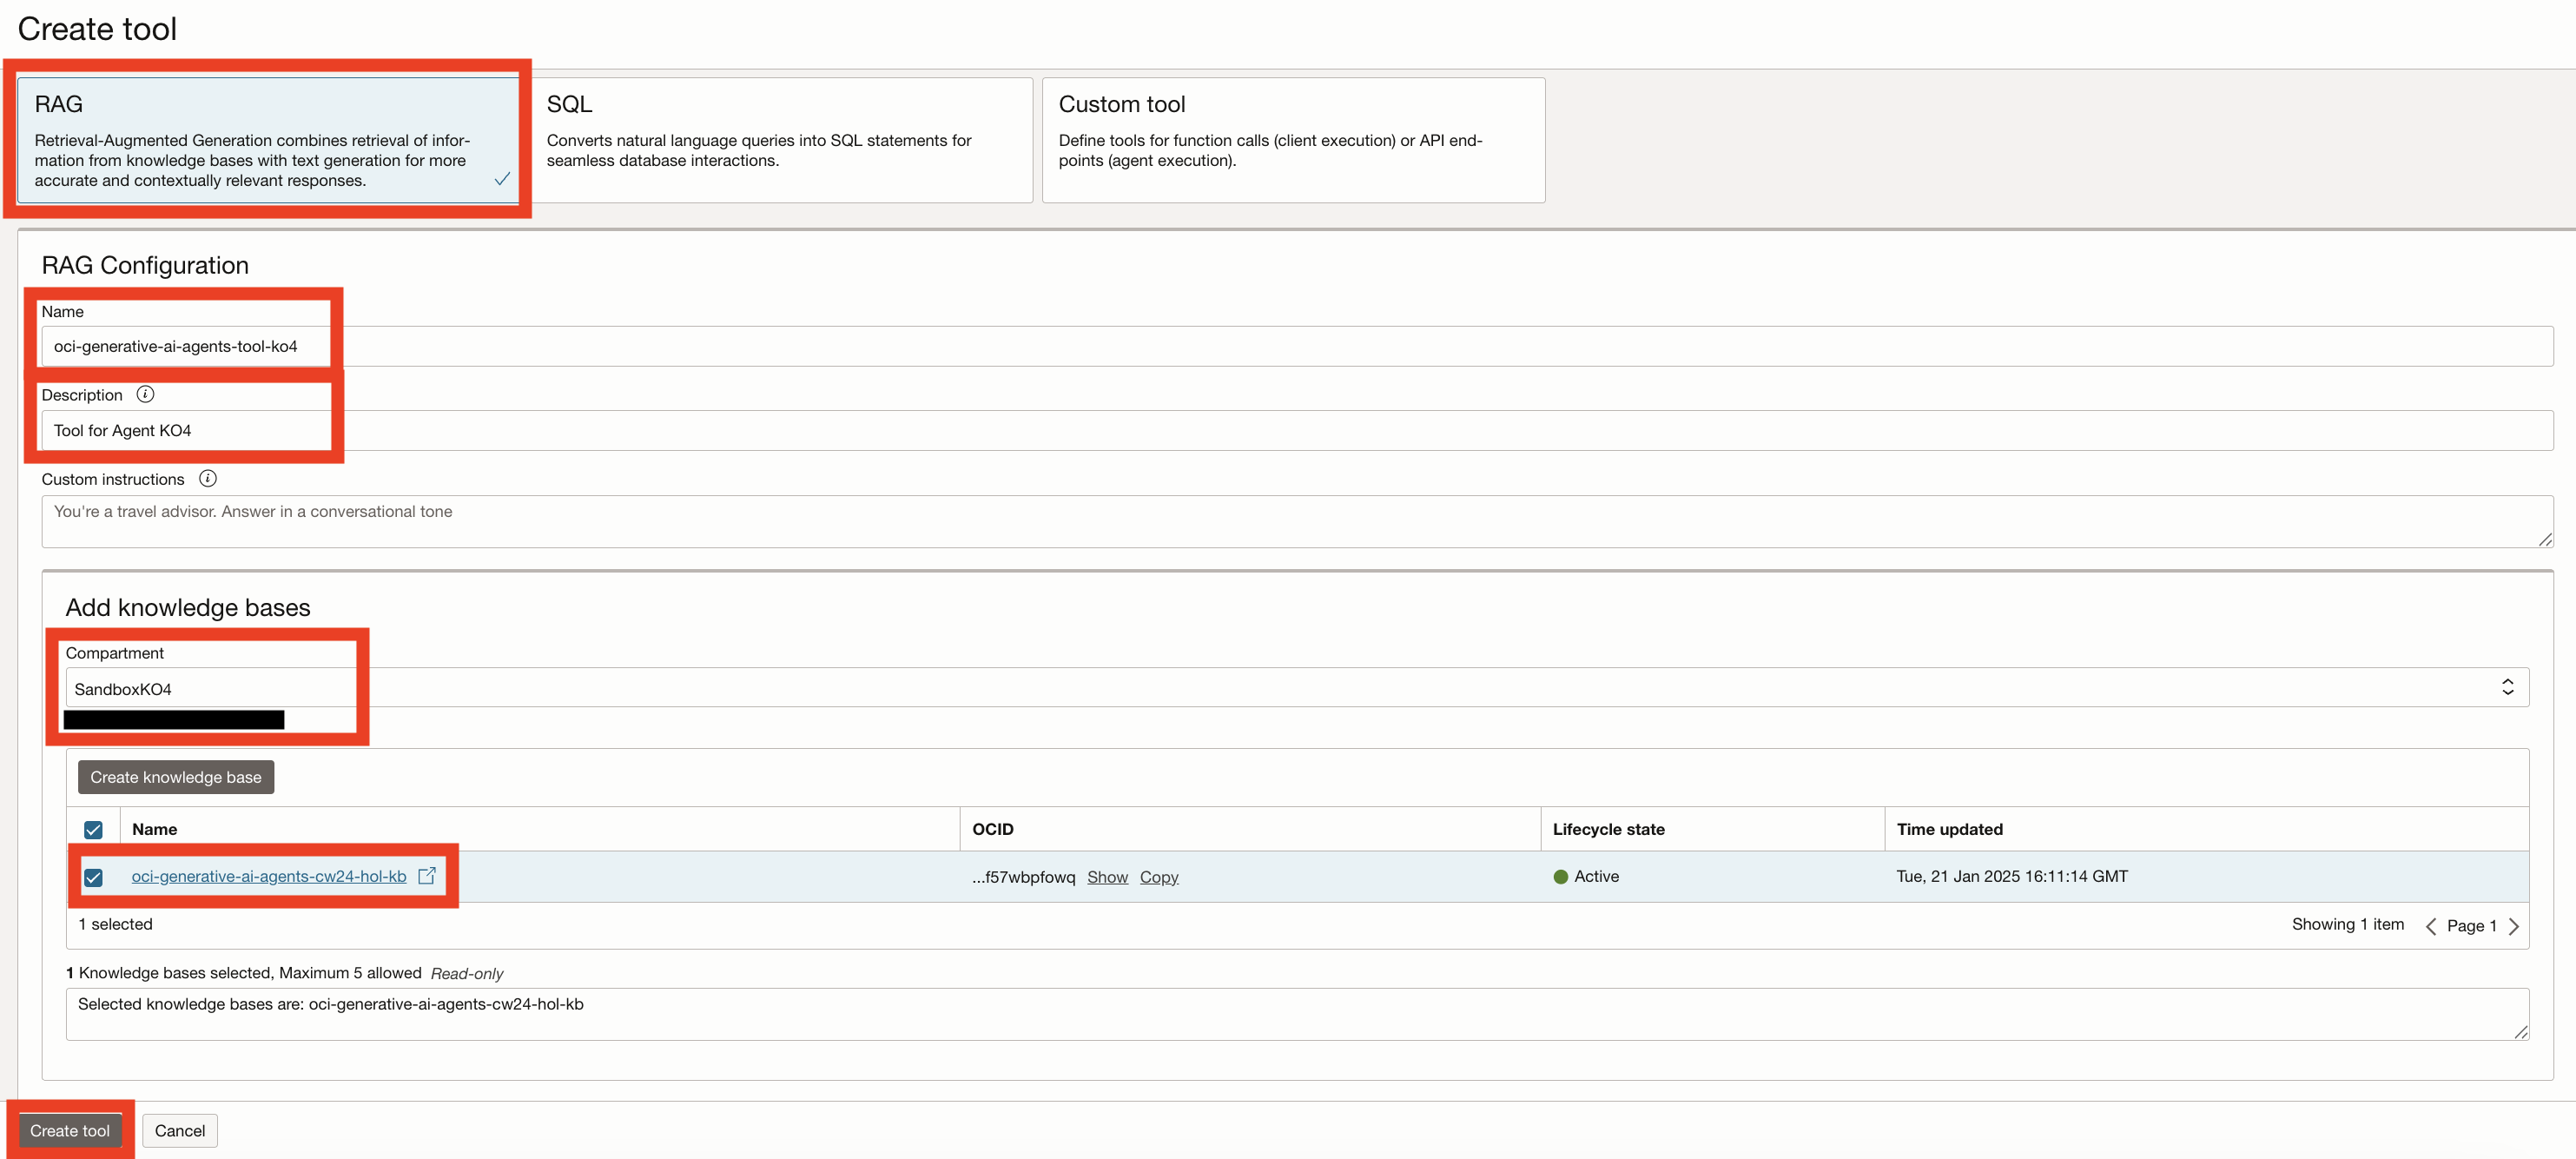 Create tool
RAG
Retrieval-Augmented Generation combines retrieval of infor-
mation from knowledge bases with text generation for more
accurate and contextually relevant responses.
SQL
Converts natural language queries into SQL statements for
seamless database interactions.
Custom tool
Define tools for function calls (client execution) or API end-
points (agent execution).
RAG Configuration
Name
oci-generative-ai-agents-tool-ko4
Description
Tool for Agent KO4
Custom instructions
You're a travel advisor. Answer in a conversational tone
Add knowledge bases
Compartment
SandboxKO4
Create knowledge base
Name OCID Lifecycle state Time updated
oci-generative-ai-agents-cw24-hol-kb ...f57wbpfowq Show Copy Active Tue, 21 Jan 2025 16:11:14 GMT
1 selected Showing 1 item Page 1
1 Knowledge bases selected, Maximum 5 allowed Read-only
Selected knowledge bases are: oci-generative-ai-agents-cw24-hol-kb
Create tool Cancel